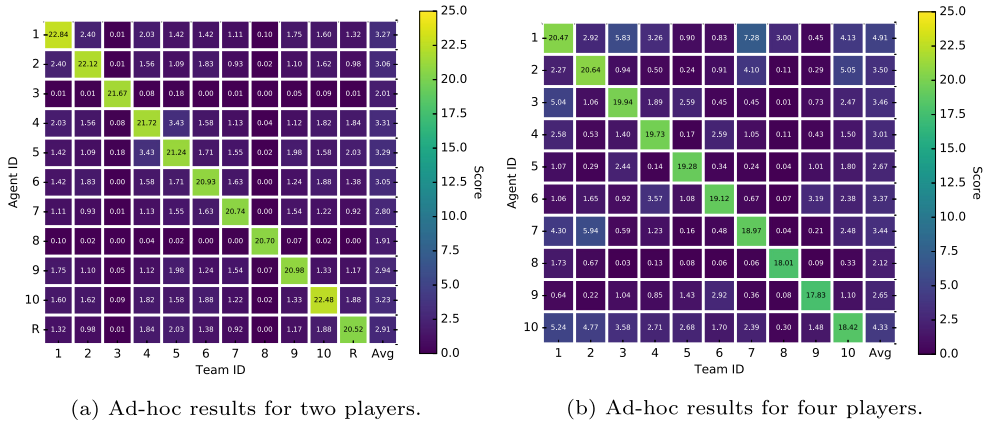 1 22.84 2.40 0.01 2.03 1.42 1.42 1.11 0.10 1.75 1.60 1.32 3.27
2 2.40 22.12 0.01 1.56 1.09 1.83 0.93 0.02 1.10 1.62 0.98 3.06
3 0.01 0.01 21.67 0.08 0.18 0.00 0.01 0.00 0.05 0.09 0.01 2.01
4 2.03 1.56 0.08 21.72 3.43 1.58 1.13 0.04 1.12 1.82 1.84 3.31
5 1.42 1.09 0.18 3.43 21.24 1.71 1.55 0.02 1.98 1.58 2.03 3.29
6 1.42 1.83 0.00 1.58 1.71 20.93 1.63 0.00 1.24 1.88 1.38 3.05
7 1.11 0.93 0.01 1.13 1.55 1.63 20.74 0.00 1.54 1.22 0.92 2.80
8 0.10 0.02 0.00 0.04 0.02 0.00 0.00 20.70 0.07 0.02 0.00 1.91
9 1.75 1.10 0.05 1.12 1.98 1.24 1.54 0.07 20.98 1.33 1.17 2.94
10 1.60 1.62 0.09 1.82 1.58 1.88 1.22 0.02 1.33 22.48 1.88 3.23
R 1.32 0.98 0.01 1.84 2.03 1.38 0.92 0.00 1.17 1.88 20.52 2.91
1 2 3 4 5 6 7 8 9 10 R Avg
Team ID
Agent ID
25.0
22.5
20.0
17.5
15.0
12.5
10.0
7.5
5.0
2.5
0.0
Score
(a) Ad-hoc results for two players.
1 20.47 2.92 5.83 3.26 0.90 0.83 7.28 3.00 0.45 4.13 4.91
2 2.27 20.64 0.94 0.50 0.24 0.91 4.10 0.11 0.29 5.05 3.50
3 5.04 1.06 19.94 1.89 2.59 0.45 0.45 0.01 0.73 2.47 3.46
4 2.58 0.53 1.40 19.73 0.17 2.59 1.05 0.11 0.43 1.50 3.01
5 1.07 0.29 2.44 0.14 19.28 0.34 0.24 0.04 1.01 1.80 2.67
6 1.06 1.65 0.92 3.57 1.08 19.12 0.67 0.07 3.19 2.38 3.37
7 4.30 5.94 0.59 1.23 0.16 0.48 18.97 0.04 0.21 2.48 3.44
8 1.73 0.67 0.03 0.13 0.08 0.06 0.06 18.01 0.09 0.33 2.12
9 0.64 0.22 1.04 0.85 1.43 2.92 0.36 0.08 17.83 1.10 2.65
10 5.24 4.77 3.58 2.71 2.68 1.70 2.39 0.30 1.48 18.42 4.33
1 2 3 4 5 6 7 8 9 10 Avg
Team ID
Agent ID
25.0
22.5
20.0
17.5
15.0
12.5
10.0
7.5
5.0
2.5
0.0
Score
(b) Ad-hoc results for four players.